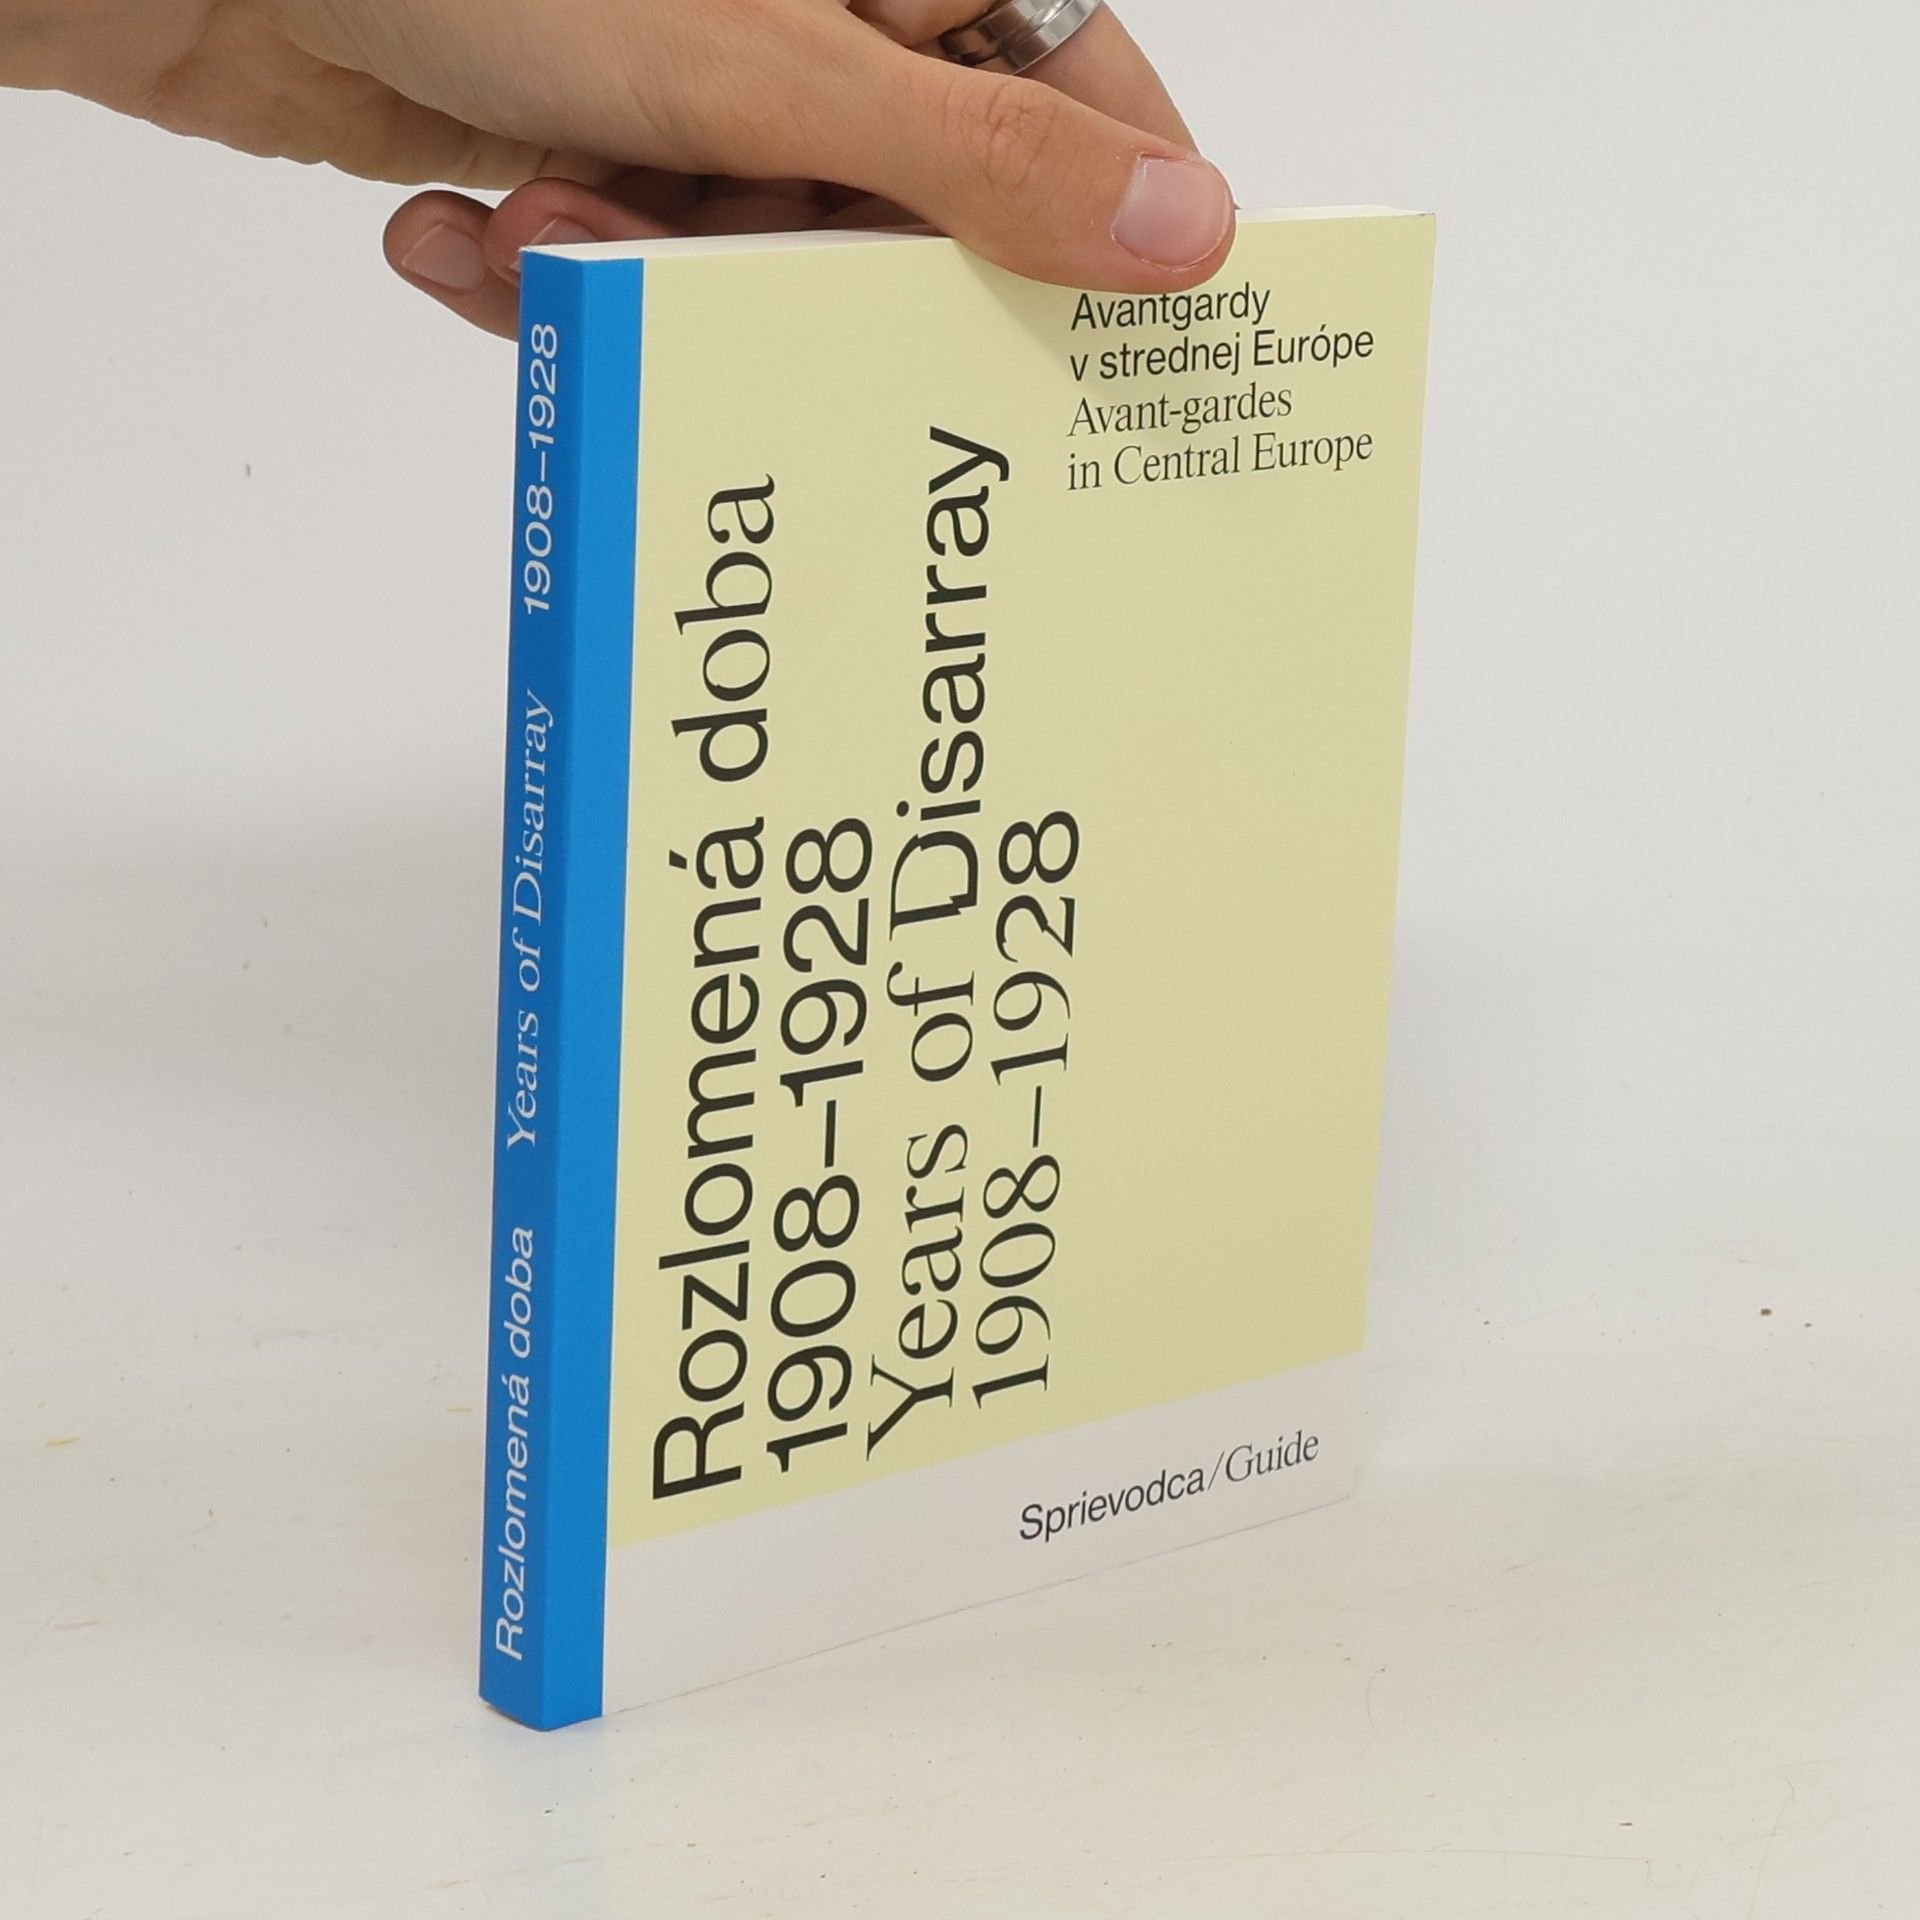 Rozlomená doba Years of Disarray 1908–1928
Avantgardy
v strednej Európe
Avant-gardes
in Central Europe
Rozlomená doba
1908–1928
Years of Disarray
1908–1928
Sprievodca/Guide